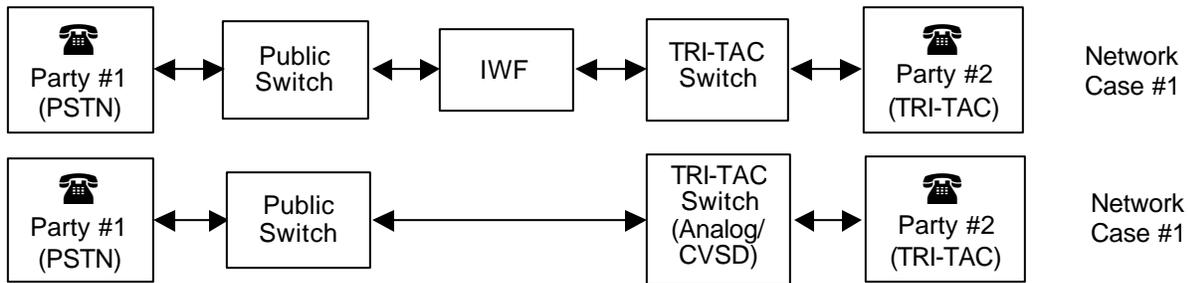 Party #1
(PSTN)
Public
Switch
IWF
TRI-TAC
Switch
Party #2
(TRI-TAC)
Network
Case #1
Party #1
(PSTN)
Public
Switch
TRI-TAC
Switch
(Analog/
CVSD)
Party #2
(TRI-TAC)
Network
Case #1